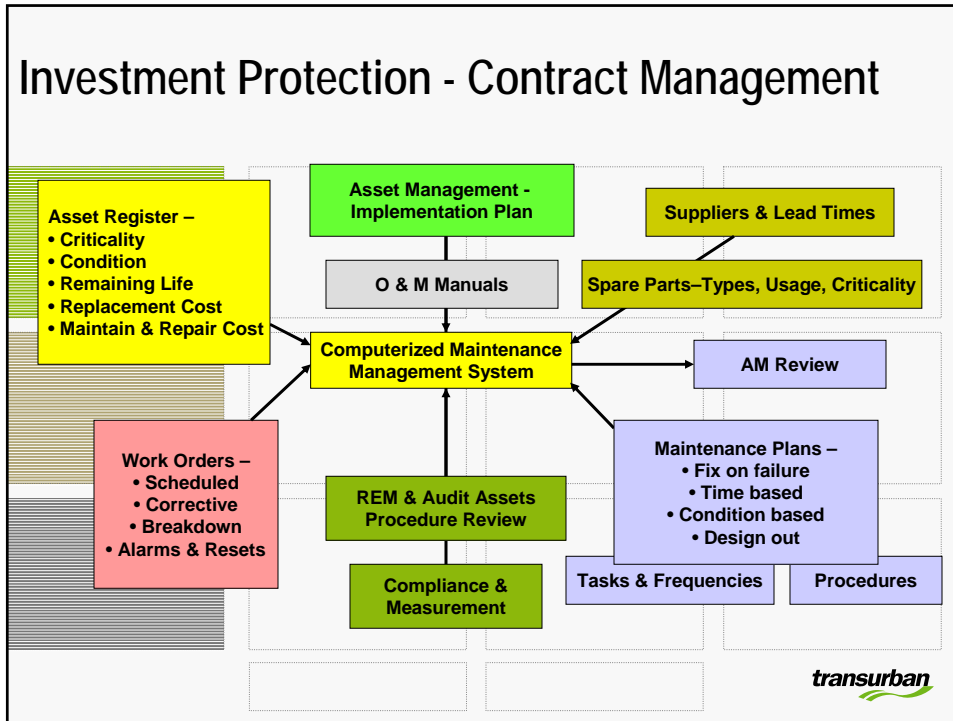 Investment Protection - Contract Management
Asset Register –
• Criticality
• Condition
• Remaining Life
• Replacement Cost
• Maintain & Repair Cost
Asset Management -
Implementation Plan
O & M Manuals
Suppliers & Lead Times
Spare Parts–Types, Usage, Criticality
Computerized Maintenance
Management System
AM Review
Work Orders –
• Scheduled
• Corrective
• Breakdown
• Alarms & Resets
REM & Audit Assets
Procedure Review
Compliance &
Measurement
Maintenance Plans –
• Fix on failure
• Time based
• Condition based
• Design out
Tasks & Frequencies
Procedures
transurban